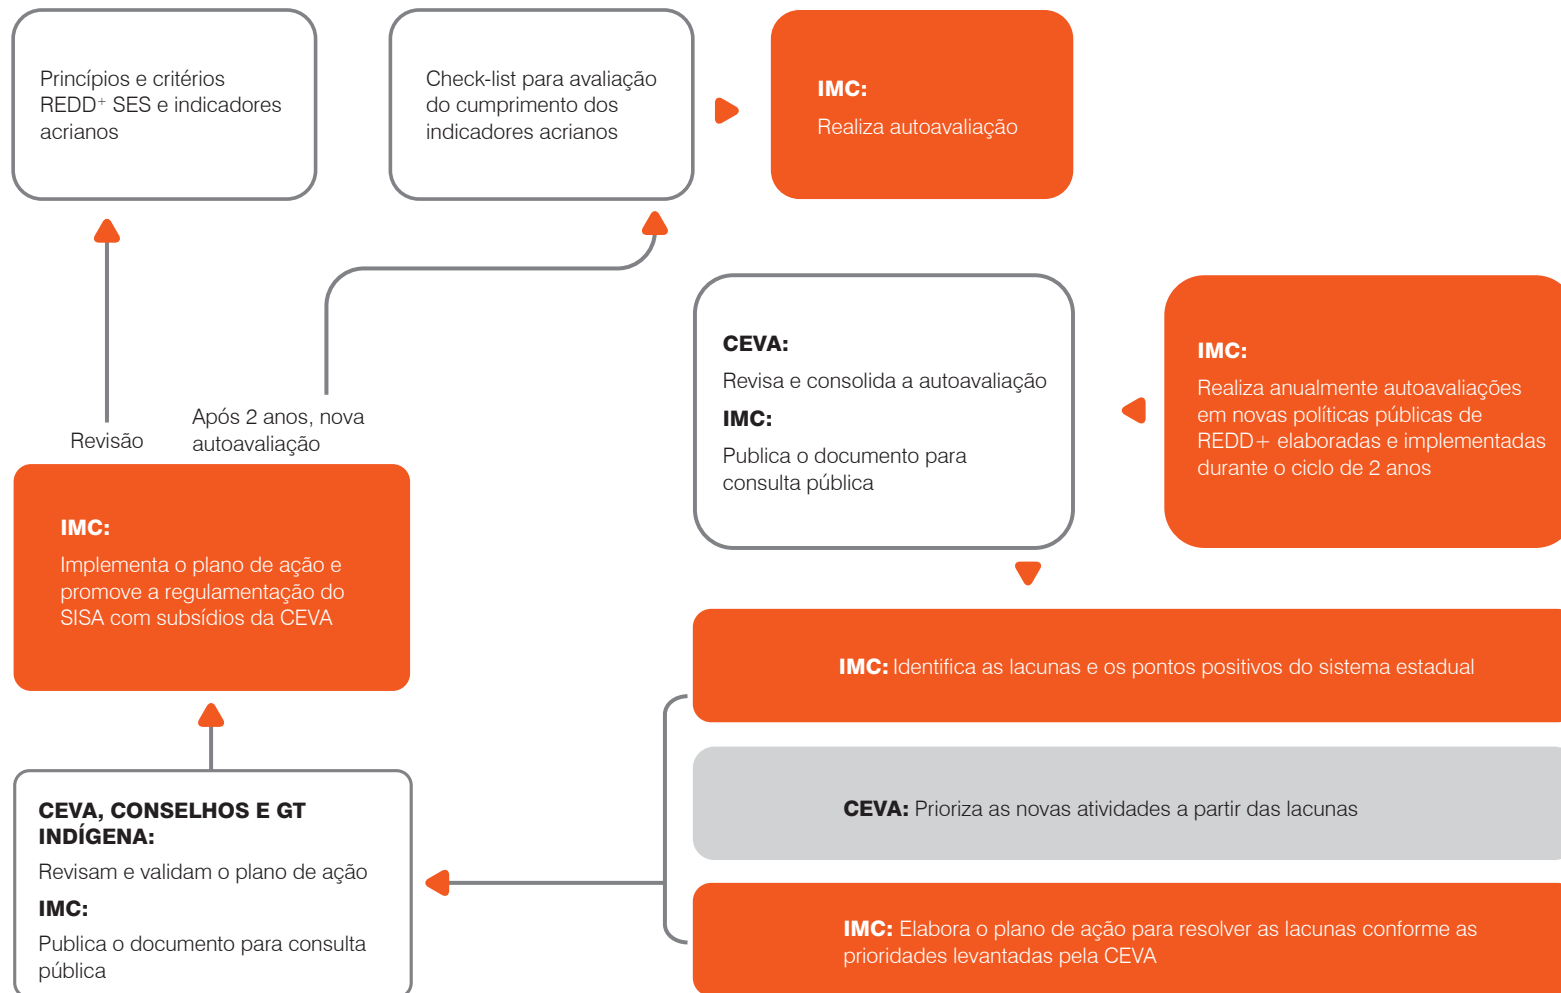 Princípios e critérios
REDD+ SES e indicadores
acrianos
Check-list para avaliação
do cumprimento dos
indicadores acrianos
IMC:
Realiza autoavaliação
CEVA:
Revisa e consolida a autoavaliação
IMC:
Publica o documento para
consulta pública
IMC:
Realiza anualmente autoavaliações
em novas políticas públicas de
REDD+ elaboradas e implementadas
durante o ciclo de 2 anos
Revisão
Após 2 anos, nova
autoavaliação
IMC:
Implementa o plano de ação e
promove a regulamentação do
SISA com subsídios da CEVA
IMC: Identifica as lacunas e os pontos positivos do sistema estadual
CEVA: Prioriza as novas atividades a partir das lacunas
IMC: Elabora o plano de ação para resolver as lacunas conforme as
prioridades levantadas pela CEVA
CEVA, CONSELHOS E GT
INDÍGENA:
Revisam e validam o plano de ação
IMC:
Publica o documento para consulta
pública